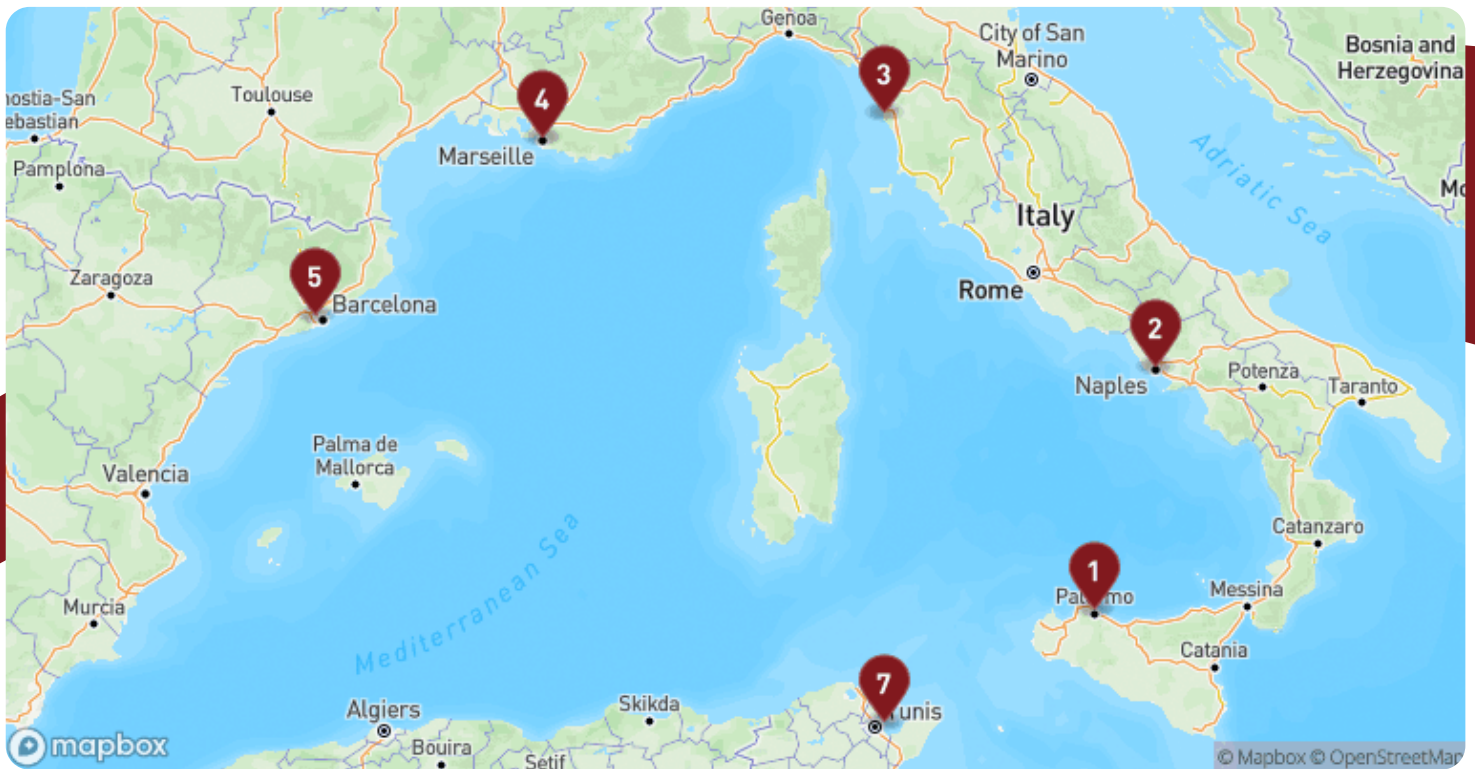 Genoa
City of San
Marino
Bosnia and
Herzegovina
3
4
Toulouse
nostia-San
ebastian
Marseille
Pamplona
Adriatic Sea
Italy
5
Zaragoza
Barcelona
Rome
2
Naples
Potenza
Taranto
Palma de
Mallorca
Valencia
Mediterranean Sea
Catanzaro
1
Messina
Murcia
Catania
7
unis
Skikda
Algiers
Bouira
Setif
mapbox
© Mapbox © OpenStreetMap